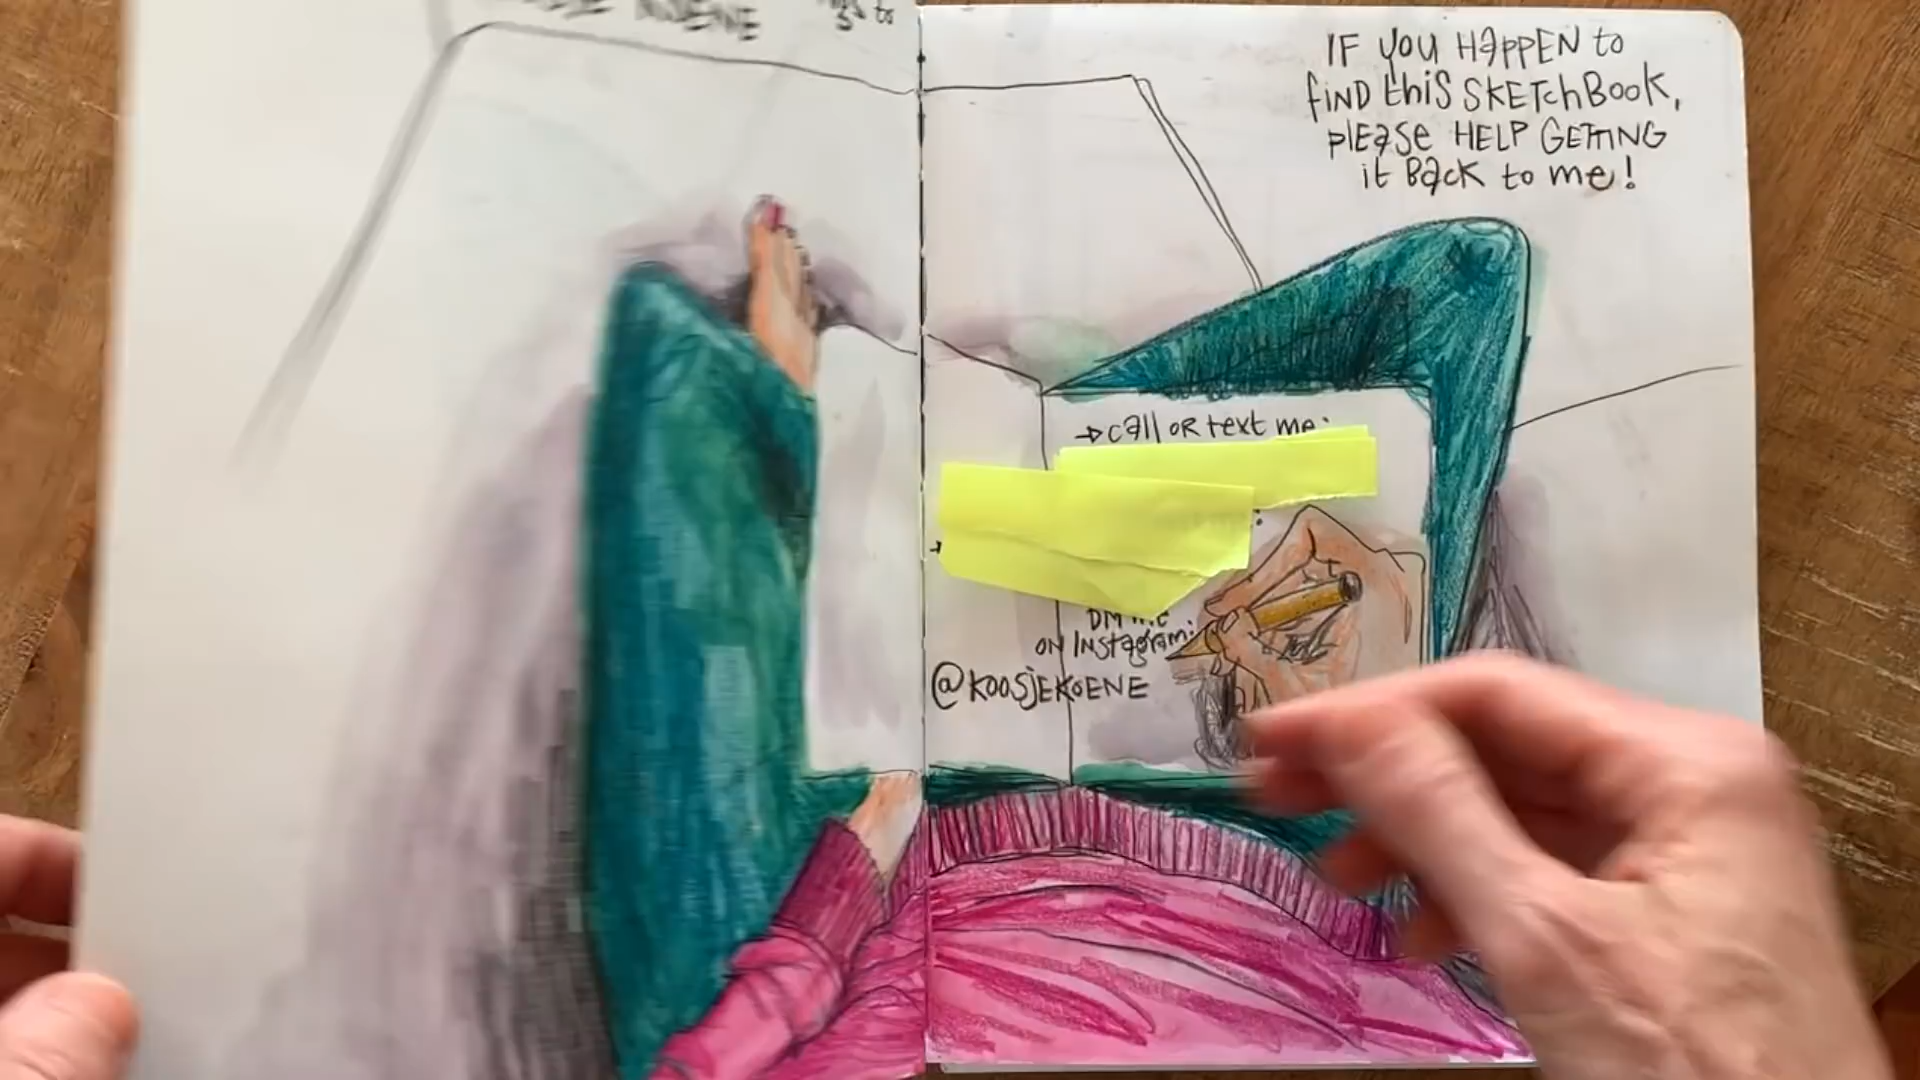 to
IF YOU HAPPEN to
fIND thiS SKETchBOOK,
PLEASE HELP GETTING
it BACK to me!
→ call OR text me:
:
DM me
ON INStagram:
@KOOSJEKOENE